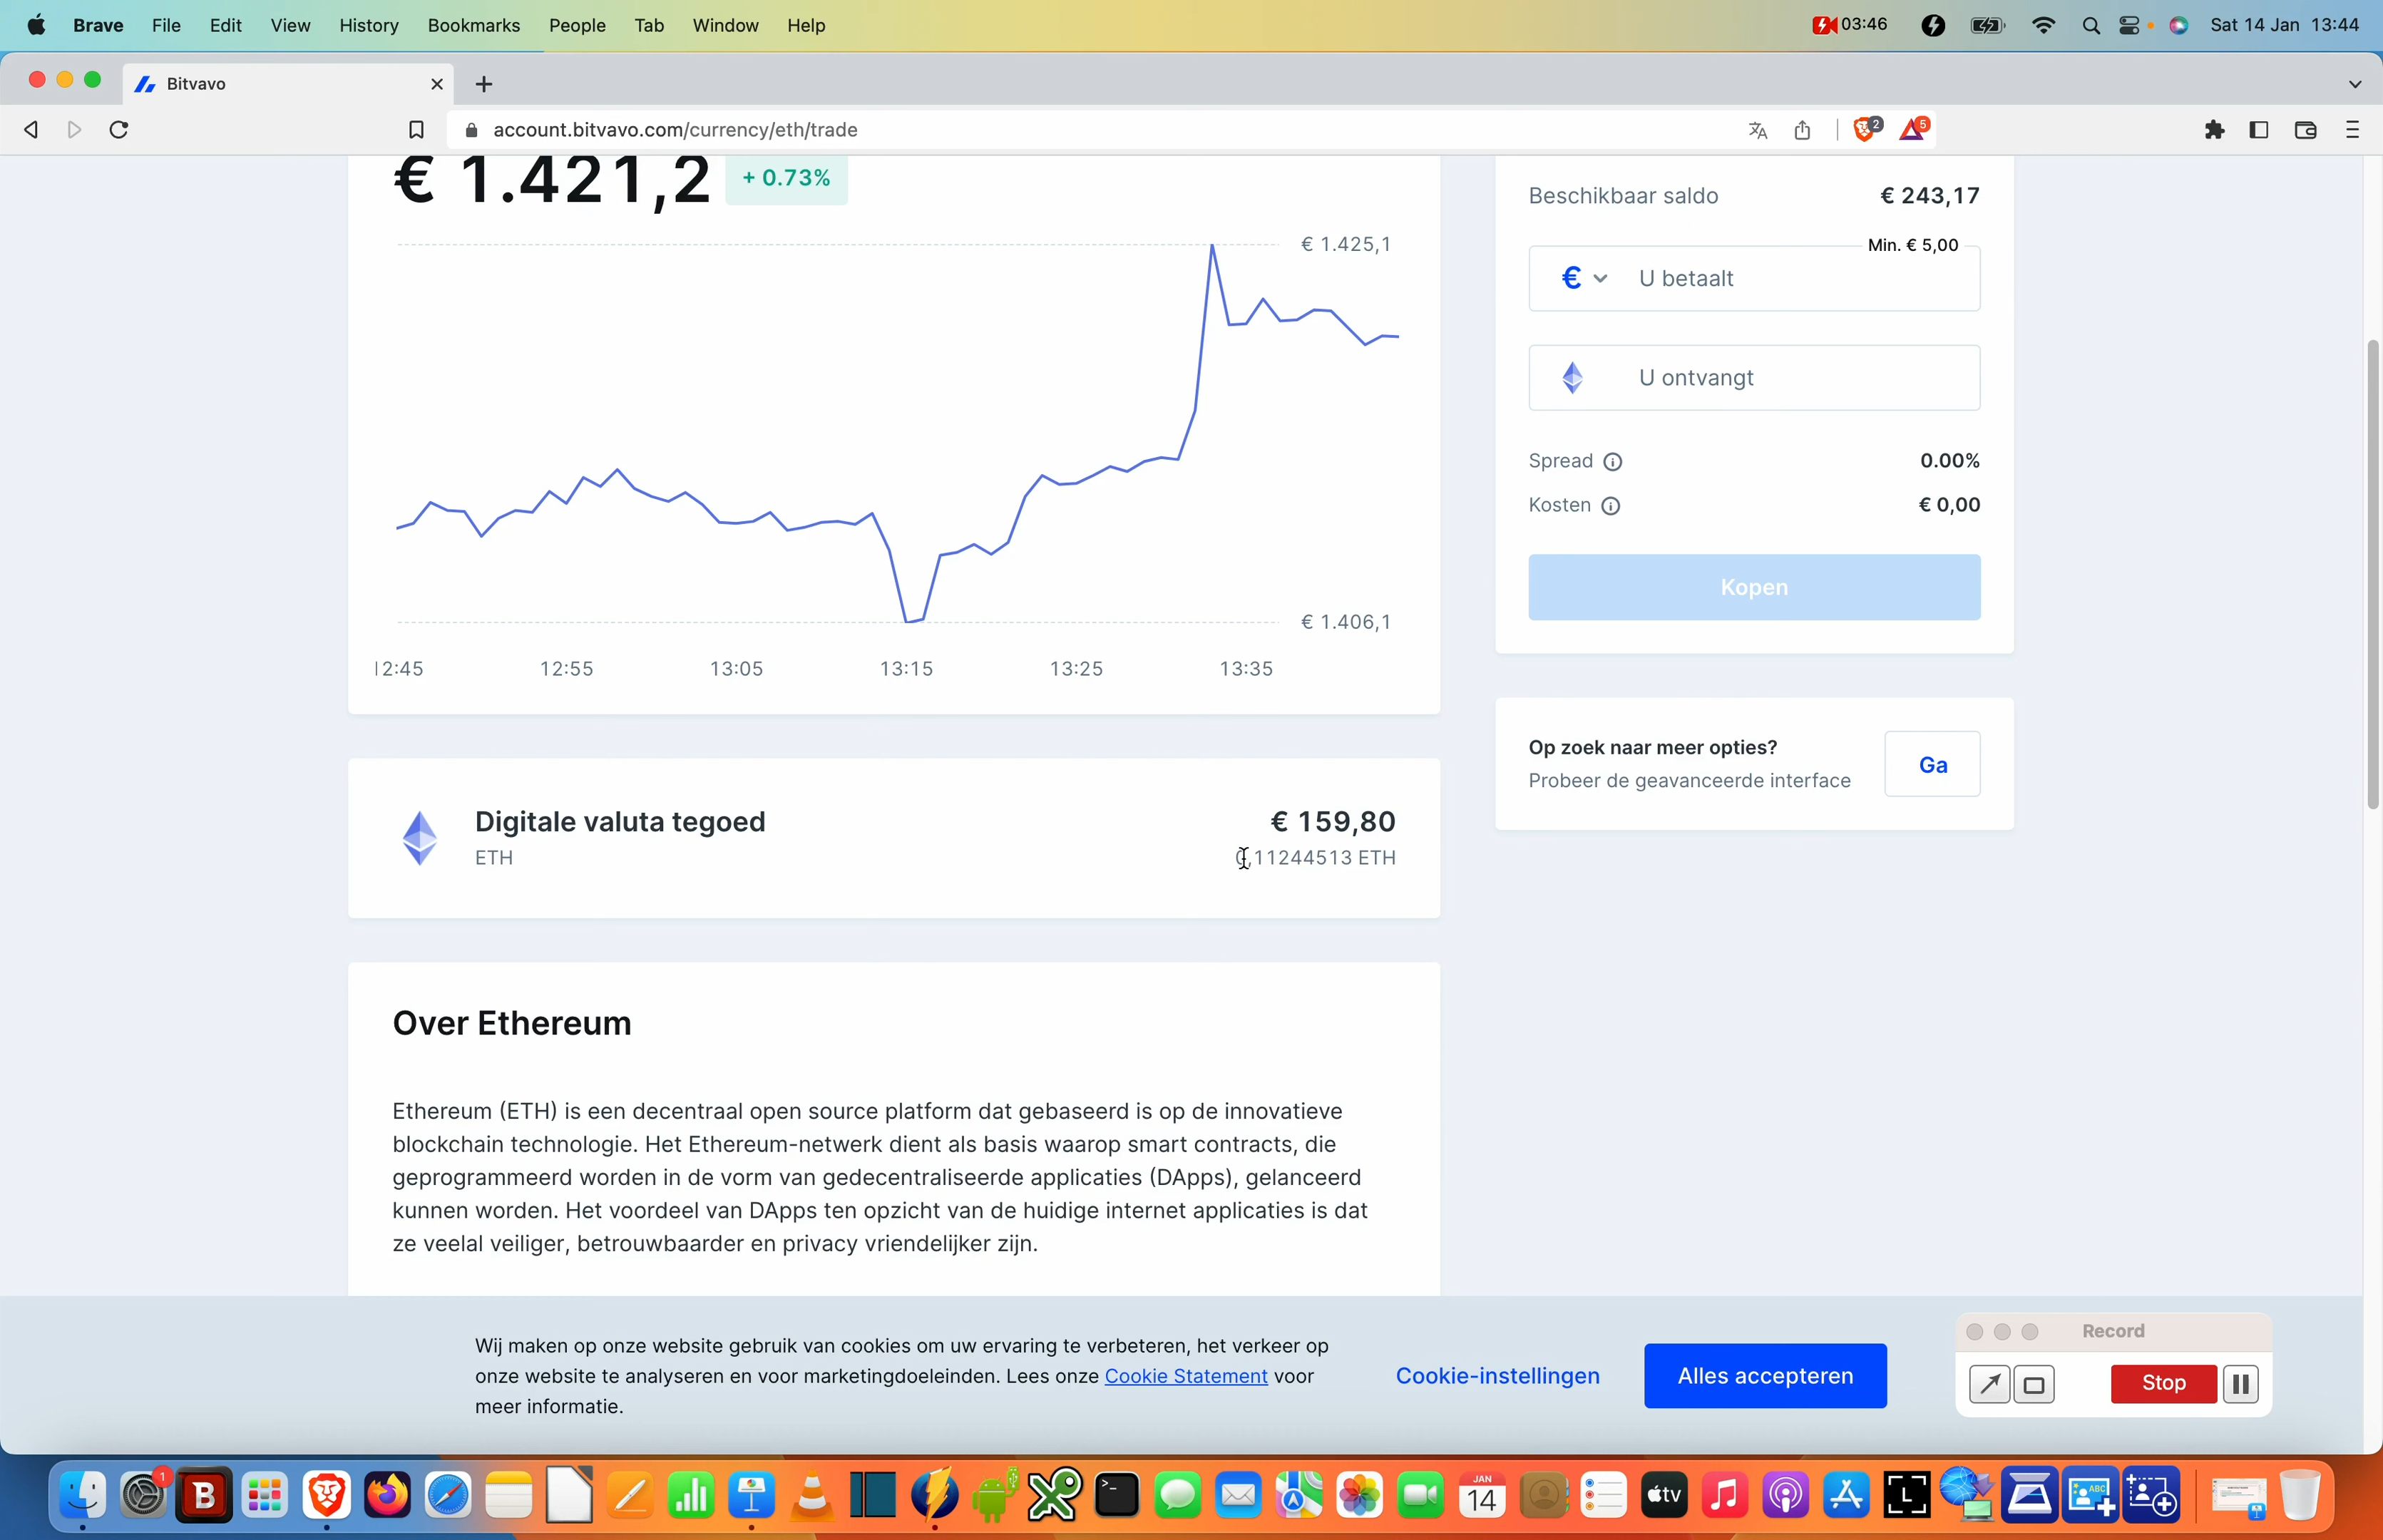 Brave File Edit View History Bookmarks People Tab Window Help
03:46
Sat 14 Jan 13:44
Bitvavo
account.bitvavo.com/currency/eth/trade
2
5
€ 1.421,2
+ 0.73%
€ 1.425,1
€ 1.406,1
12:45 12:55 13:05 13:15 13:25 13:35
Beschikbaar saldo € 243,17
Min. € 5,00
€ U betaalt
U ontvangt
Spread 0.00%
Kosten € 0,00
Kopen
Op zoek naar meer opties?
Probeer de geavanceerde interface
Ga
Digitale valuta tegoed € 159,80
ETH 0,11244513 ETH
Over Ethereum
Ethereum (ETH) is een decentraal open source platform dat gebaseerd is op de innovatieve
blockchain technologie. Het Ethereum-netwerk dient als basis waarop smart contracts, die
geprogrammeerd worden in de vorm van gedecentraliseerde applicaties (DApps), gelanceerd
kunnen worden. Het voordeel van DApps ten opzicht van de huidige internet applicaties is dat
ze veelal veiliger, betrouwbaarder en privacy vriendelijker zijn.
Wij maken op onze website gebruik van cookies om uw ervaring te verbeteren, het verkeer op
onze website te analyseren en voor marketingdoeleinden. Lees onze Cookie Statement voor
meer informatie.
Cookie-instellingen
Alles accepteren
Record
Stop
1
B
JAN
14
tv
L
ABC